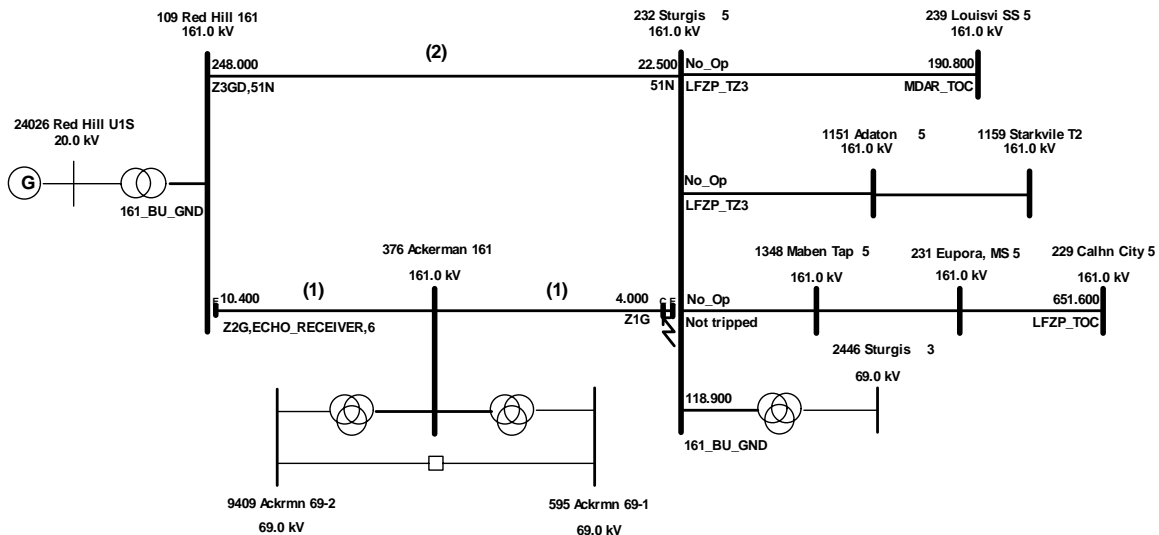 109 Red Hill 161
161.0 kV
232 Sturgis 5
161.0 kV
239 Louisvi SS 5
161.0 kV
(2)
248.000
22.500
No_Op
190.800
Z3GD,51N
51N
LFZP_TZ3
MDAR_TOC
24026 Red Hill U1S
20.0 kV
1151 Adaton 5
161.0 kV
1159 Starkvile T2
161.0 kV
G
No_Op
161_BU_GND
LFZP_TZ3
376 Ackerman 161
161.0 kV
1348 Maben Tap 5
161.0 kV
231 Eupora, MS 5
161.0 kV
229 Calhn City 5
161.0 kV
(1)
(1)
E
10.400
4.000
C E
No_Op
651.600
Z2G,ECHO_RECEIVER,6
Z1G
Not tripped
LFZP_TOC
2446 Sturgis 3
69.0 kV
118.900
161_BU_GND
9409 Ackrmn 69-2
69.0 kV
595 Ackrmn 69-1
69.0 kV